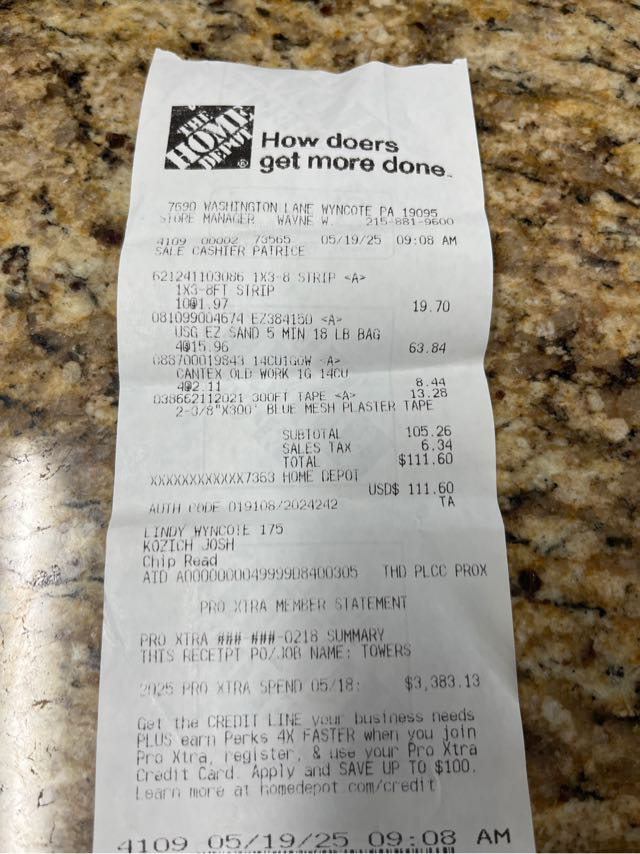 THE
HOME
DEPOT
®
How doers
get more done™
7690 WASHINGTON LANE WYNCOTE PA 19095
STORE MANAGER WAYNE W. 215-881-9600
4109 00002 73565 05/19/25 09:08 AM
SALE CASHIER PATRICE
621241103086 1X3-8 STRIP <A>
1X3-8FT STRIP
10@1.97 19.70
081099004674 EZ384150 <A>
USG EZ SAND 5 MIN 18 LB BAG
4@15.96 63.84
088700019843 14CU1GOW <A>
CANTEX OLD WORK 1G 14CU
4@2.11 8.44
038662112021 300FT TAPE <A> 13.28
2-3/8"X300' BLUE MESH PLASTER TAPE
SUBTOTAL 105.26
SALES TAX 6.34
TOTAL $111.60
XXXXXXXXXXXX7363 HOME DEPOT
USD$ 111.60
AUTH CODE 019108/2024242 TA
LINDY WYNCOTE 175
KOZICH JOSH
Chip Read
AID A0000000049999D8400305 THD PLCC PROX
PRO XTRA MEMBER STATEMENT
PRO XTRA ###-###-0218 SUMMARY
THIS RECEIPT PO/JOB NAME: TOWERS
2025 PRO XTRA SPEND 05/18: $3,383.13
Get the CREDIT LINE your business needs
PLUS earn Perks 4X FASTER when you join
Pro Xtra, register, & use your Pro Xtra
Credit Card. Apply and SAVE UP TO $100.
Learn more at homedepot.com/credit
4109 05/19/25 09:08 AM